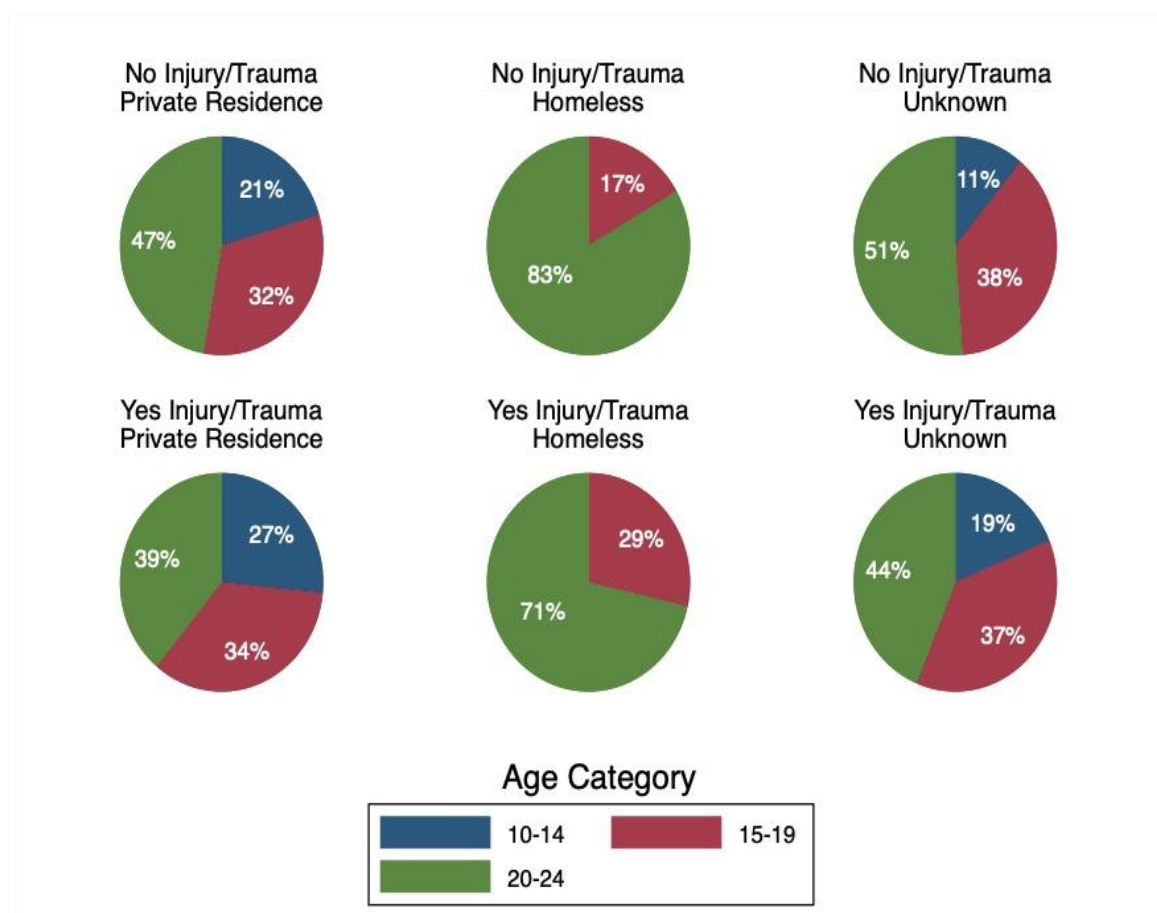 No Injury/Trauma
Private Residence
No Injury/Trauma
Homeless
No Injury/Trauma
Unknown
21%
47%
32%
17%
83%
11%
51%
38%
Yes Injury/Trauma
Private Residence
Yes Injury/Trauma
Homeless
Yes Injury/Trauma
Unknown
27%
39%
34%
29%
71%
19%
44%
37%
Age Category
10-14
15-19
20-24